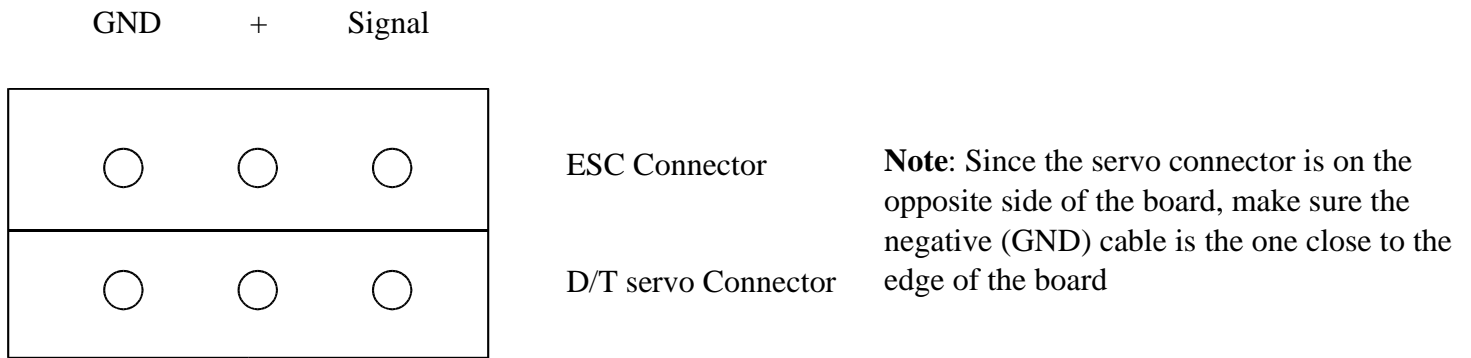 GND + Signal
ESC Connector
D/T servo Connector
Note: Since the servo connector is on the
opposite side of the board, make sure the
negative (GND) cable is the one close to the
edge of the board